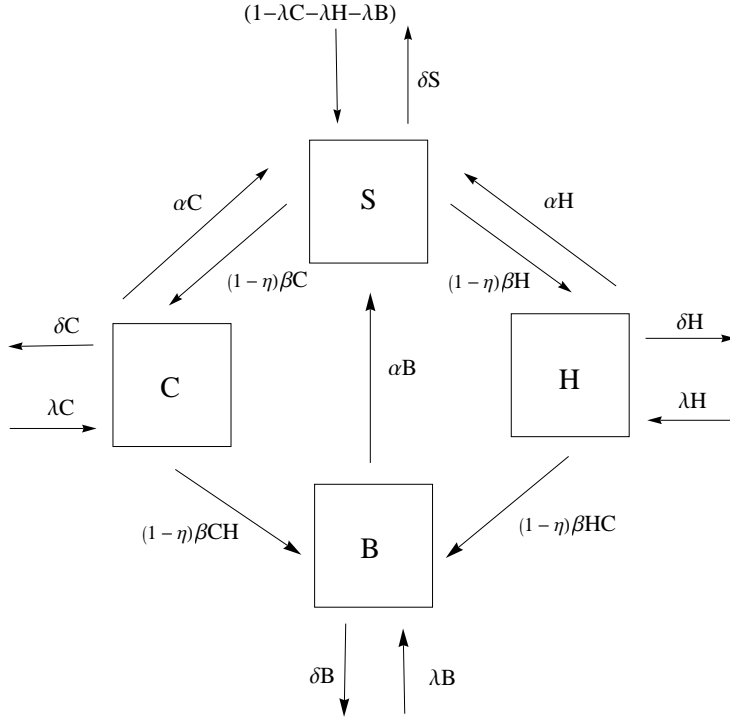 (1−λC−λH−λB)
δS
S
αC
αH
(1 − η)βC
(1 − η)βH
δC
δH
C
αB
H
λC
λH
(1 − η)βCH
(1 − η)βHC
B
δB
λB